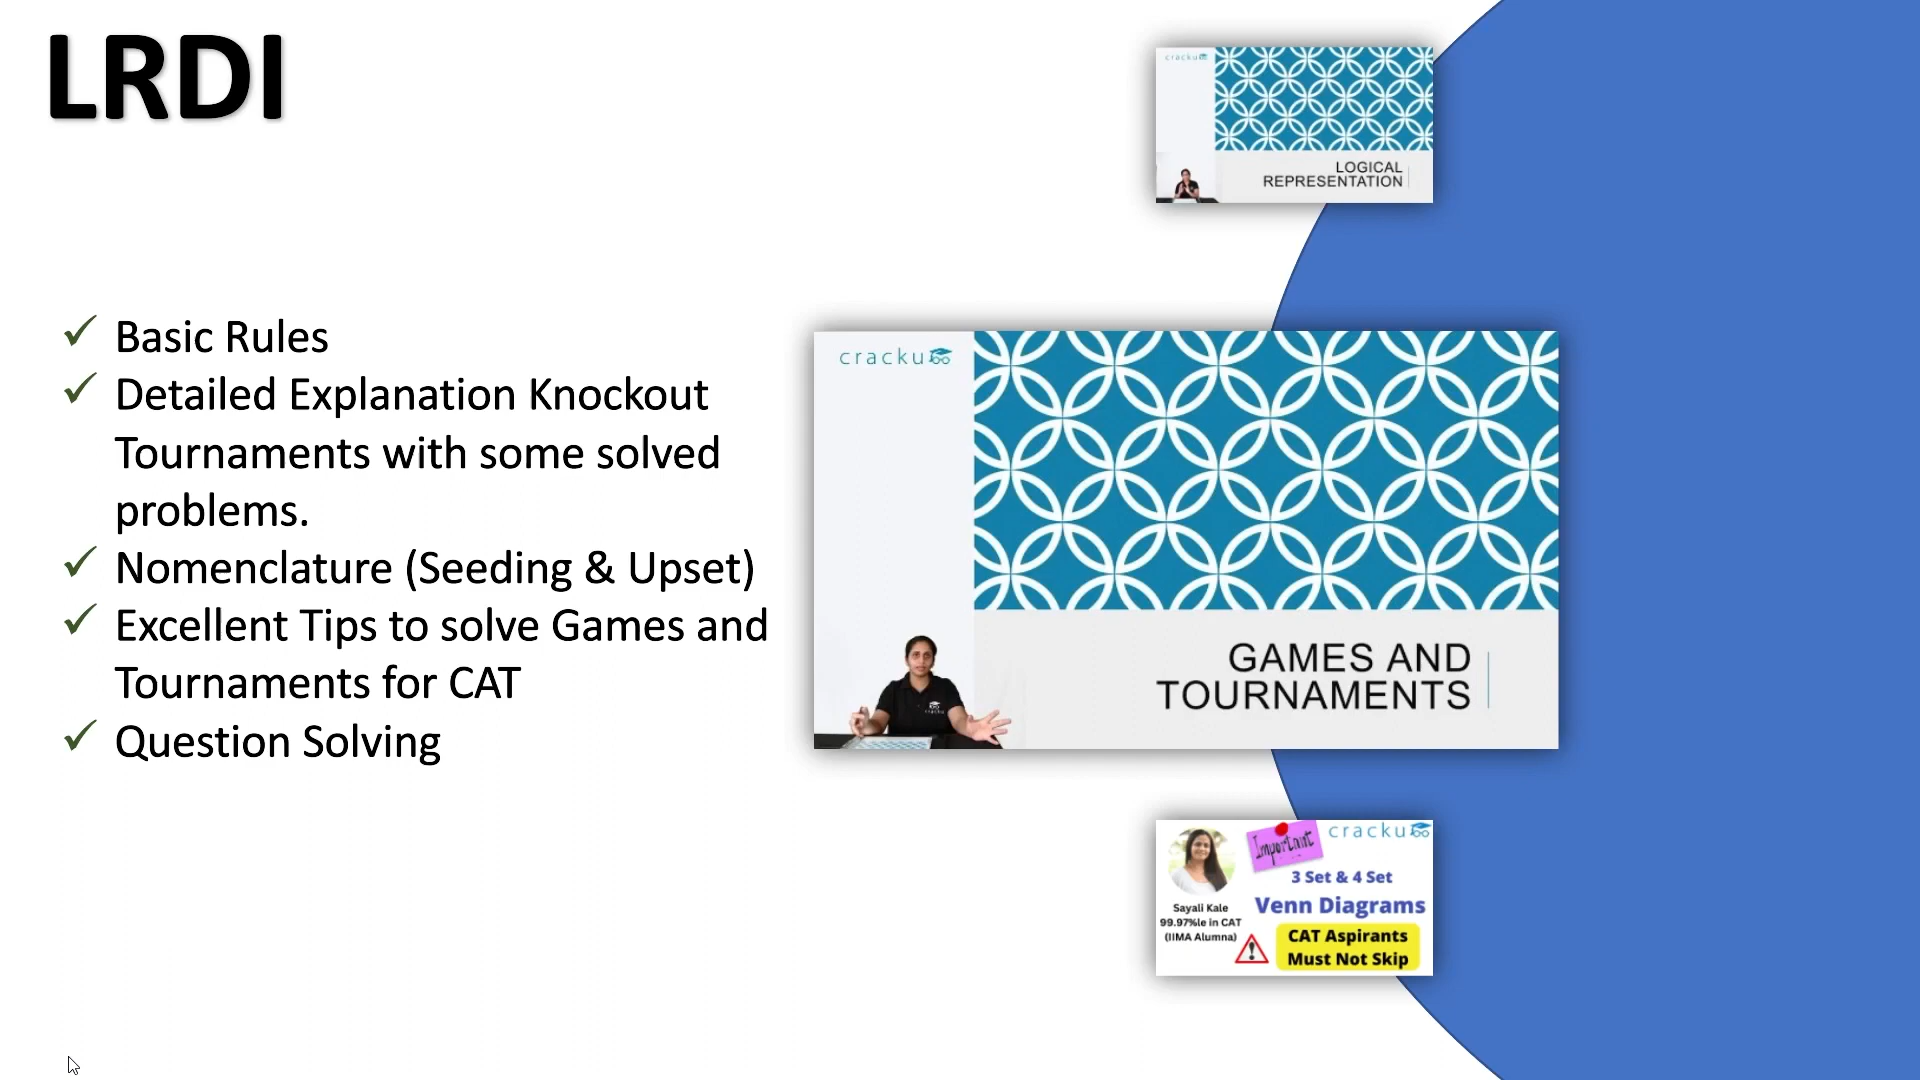 LRDI
Basic Rules
Detailed Explanation Knockout
Tournaments with some solved
problems.
Nomenclature (Seeding & Upset)
Excellent Tips to solve Games and
Tournaments for CAT
Question Solving
cracku
LOGICAL
REPRESENTATION
cracku
GAMES AND
TOURNAMENTS
cracku
Important
3 Set & 4 Set
Venn Diagrams
CAT Aspirants
Must Not Skip
Sayali Kale
99.97%le in CAT
(IIMA Alumna)